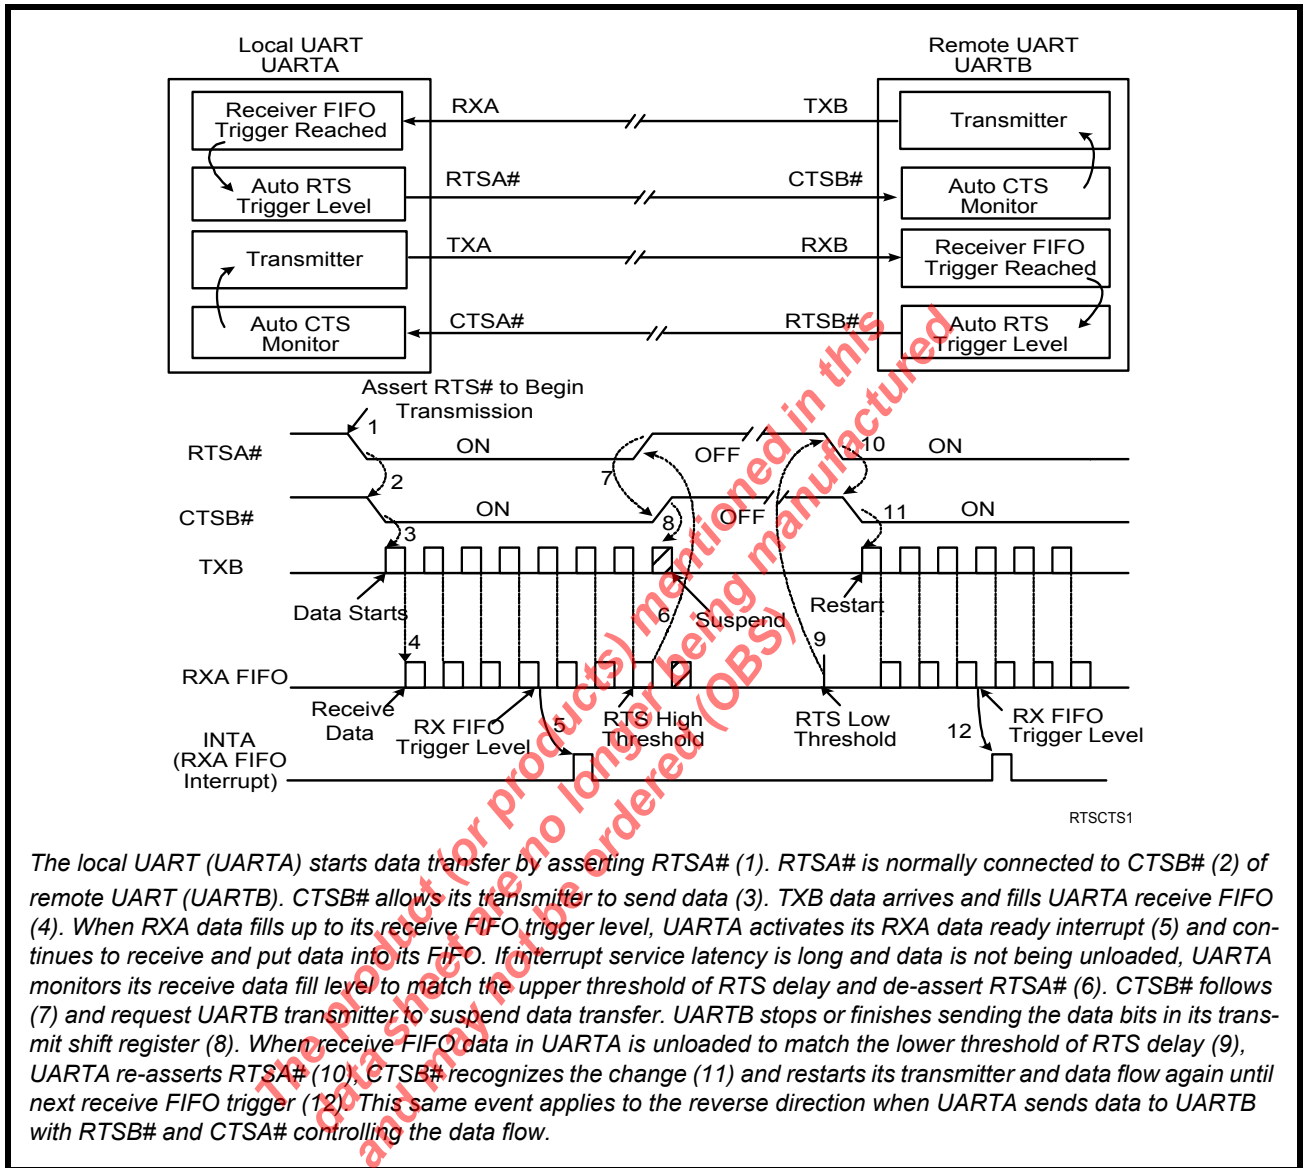 Local UART
UARTA
Remote UART
UARTB
Receiver FIFO
Trigger Reached
RXA
TXB
Transmitter
Auto RTS
Trigger Level
RTSA#
CTSB#
Auto CTS
Monitor
Transmitter
TXA
RXB
Receiver FIFO
Trigger Reached
Auto CTS
Monitor
CTSA#
RTSB#
Auto RTS
Trigger Level
Assert RTS# to Begin
Transmission
RTSA#
1
ON
7
OFF
10
ON
2
CTSB#
ON
8
OFF
11
ON
3
TXB
Data Starts
6
Suspend
Restart
4
9
RXA FIFO
Receive
Data
RX FIFO
Trigger Level
5
RTS High
Threshold
RTS Low
Threshold
12
RX FIFO
Trigger Level
INTA
(RXA FIFO
Interrupt)
RTSCTS1
The local UART (UARTA) starts data transfer by asserting RTSA# (1). RTSA# is normally connected to CTSB# (2) of
remote UART (UARTB). CTSB# allows its transmitter to send data (3). TXB data arrives and fills UARTA receive FIFO
(4). When RXA data fills up to its receive FIFO trigger level, UARTA activates its RXA data ready interrupt (5) and con-
tinues to receive and put data into its FIFO. If interrupt service latency is long and data is not being unloaded, UARTA
monitors its receive data fill level to match the upper threshold of RTS delay and de-assert RTSA# (6). CTSB# follows
(7) and request UARTB transmitter to suspend data transfer. UARTB stops or finishes sending the data bits in its trans-
mit shift register (8). When receive FIFO data in UARTA is unloaded to match the lower threshold of RTS delay (9),
UARTA re-asserts RTSA# (10), CTSB# recognizes the change (11) and restarts its transmitter and data flow again until
next receive FIFO trigger (12). This same event applies to the reverse direction when UARTA sends data to UARTB
with RTSB# and CTSA# controlling the data flow.
The product (or products) mentioned in this
data sheet are no longer being manufactured
and may not be ordered (OBS)